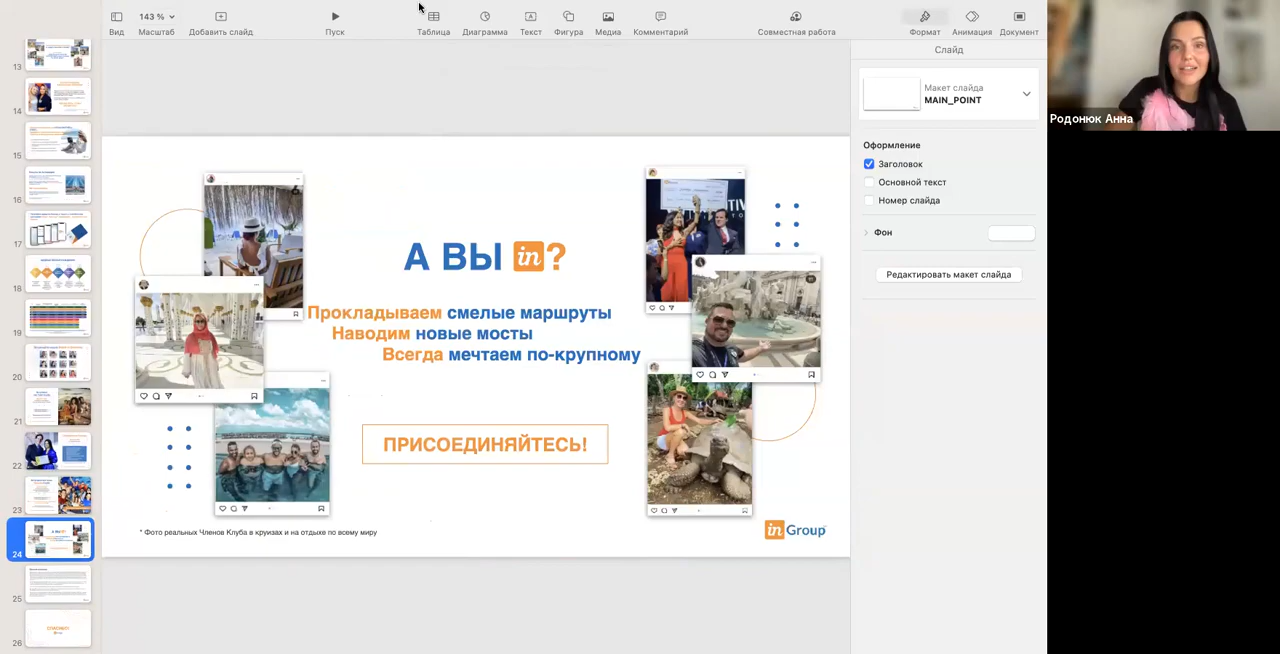 143 %
Вид
Масштаб
Добавить слайд
Пуск
Таблица
Диаграмма
Текст
Фигура
Медиа
Комментарий
Совместная работа
Формат
Анимация
Документ
Слайд
Макет слайда
MAIN_POINT
Оформление
Заголовок
Основной текст
Номер слайда
Фон
Редактировать макет слайда
13
14
15
16
17
18
19
20
21
22
23
24
25
26
А ВЫ in?
Прокладываем смелые маршруты
Наводим новые мосты
Всегда мечтаем по-крупному
ПРИСОЕДИНЯЙТЕСЬ!
* Фото реальных Членов Клуба в круизах и на отдыхе по всему миру
in Group
Родонюк Анна